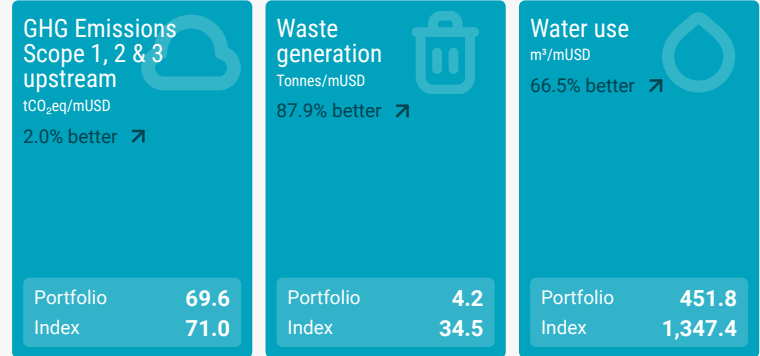 GHG Emissions
Scope 1, 2 & 3
upstream
tCO₂eq/mUSD
2.0% better
Portfolio 69.6
Index 71.0
Waste
generation
Tonnes/mUSD
87.9% better
Portfolio 4.2
Index 34.5
Water use
m³/mUSD
66.5% better
Portfolio 451.8
Index 1,347.4